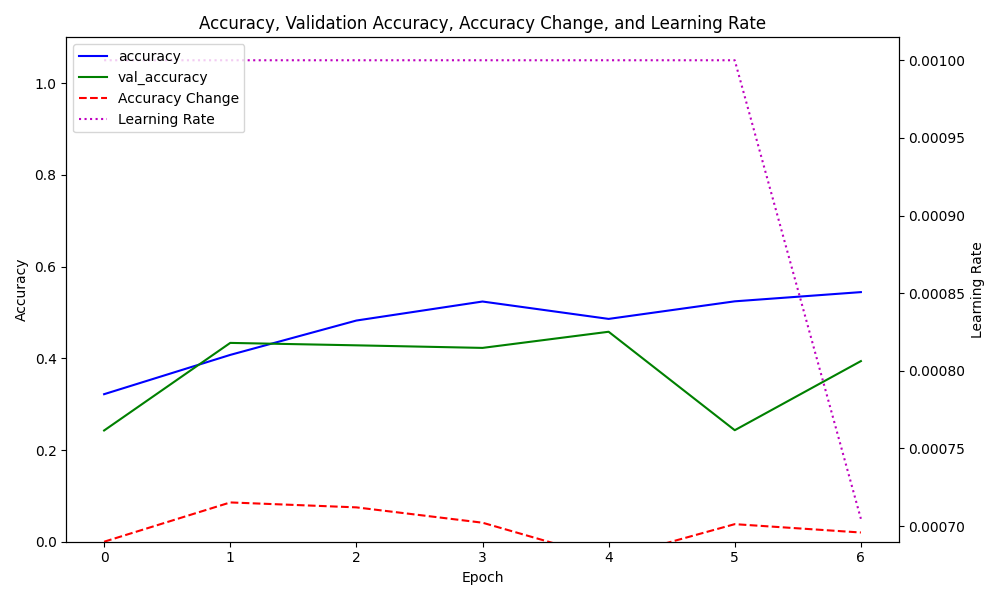 Accuracy, Validation Accuracy, Accuracy Change, and Learning Rate
accuracy
val_accuracy
Accuracy Change
Learning Rate
Accuracy
1.0
0.8
0.6
0.4
0.2
0.0
0 1 2 3 4 5 6
Epoch
0.00100
0.00095
0.00090
0.00085
0.00080
0.00075
0.00070
Learning Rate